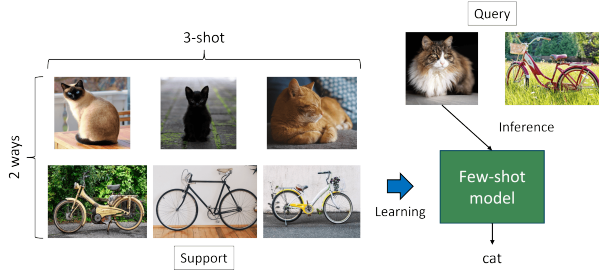 Query
3-shot
2 ways
Inference
Few-shot
model
Learning
Support
cat